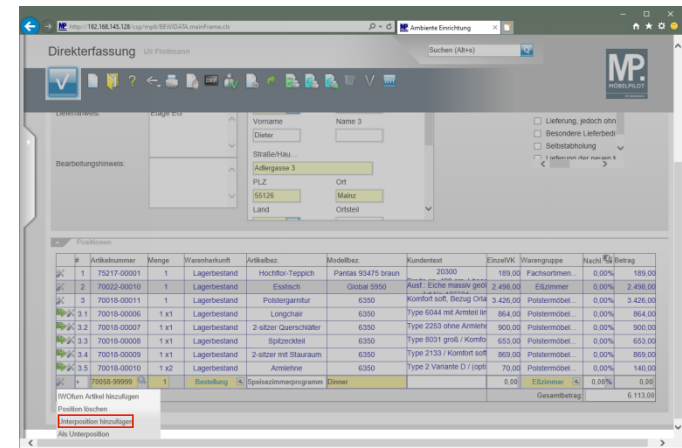 http://192.168.145.128/csp/mp8/BEWIDATA.mainFrame.cls
Ambiente Einrichtung
Direkterfassung Uli Plottmann
Suchen (Alt+s)
MP.
MÖBELPILOT
Lieferhinweis: Etage EG
Bearbeitungshinweis:
Vorname Name 3
Dieter
Straße/Hau...
Adlergasse 3
PLZ Ort
55126 Mainz
Land Ortsteil
Lieferung, jedoch ohn
Besondere Lieferbedi
Selbstabholung
Lieferung der neuen M
Positionen
# Artikelnummer Menge Warenherkunft Artikelbez. Modellbez. Kundentext EinzelVK Warengruppe Nachl. % Betrag
1 75217-00001 1 Lagerbestand Hochflor-Teppich Pantas 93475 braun 20300 189,00 Fachsortimen... 0,00% 189,00
2 70022-00010 1 Lagerbestand Esstisch Global 5950 Ausf.: Eiche massiv geöl 2.498,00 Eßzimmer 0,00% 2.498,00
3 70018-00011 1 Lagerbestand Polstergarnitur 6350 Komfort soft, Bezug Orla 3.426,00 Polstermöbel... 0,00% 3.426,00
3.1 70018-00006 1 x1 Lagerbestand Longchair 6350 Type 6044 mit Armteil lin 864,00 Polstermöbel... 0,00% 864,00
3.2 70018-00007 1 x1 Lagerbestand 2-sitzer Querschläfer 6350 Type 2253 ohne Armlehn 900,00 Polstermöbel... 0,00% 900,00
3.3 70018-00008 1 x1 Lagerbestand Spitzeckteil 6350 Type 8031 groß / Komfo 653,00 Polstermöbel... 0,00% 653,00
3.4 70018-00009 1 x1 Lagerbestand 2-sitzer mit Stauraum 6350 Type 2133 / Komfort soft 869,00 Polstermöbel... 0,00% 869,00
3.5 70018-00010 1 x2 Lagerbestand Armlehne 6350 Type 2 Variante D / (opti 70,00 Polstermöbel... 0,00% 140,00
+ 70058-99999 1 Bestellung Speisezimmerprogramm Dinner 0,00 Eßzimmer 0,00% 0,00
Gesamtbetrag: 6.113,00
IWOfurn Artikel hinzufügen
Position löschen
Unterposition hinzufügen
Als Unterposition